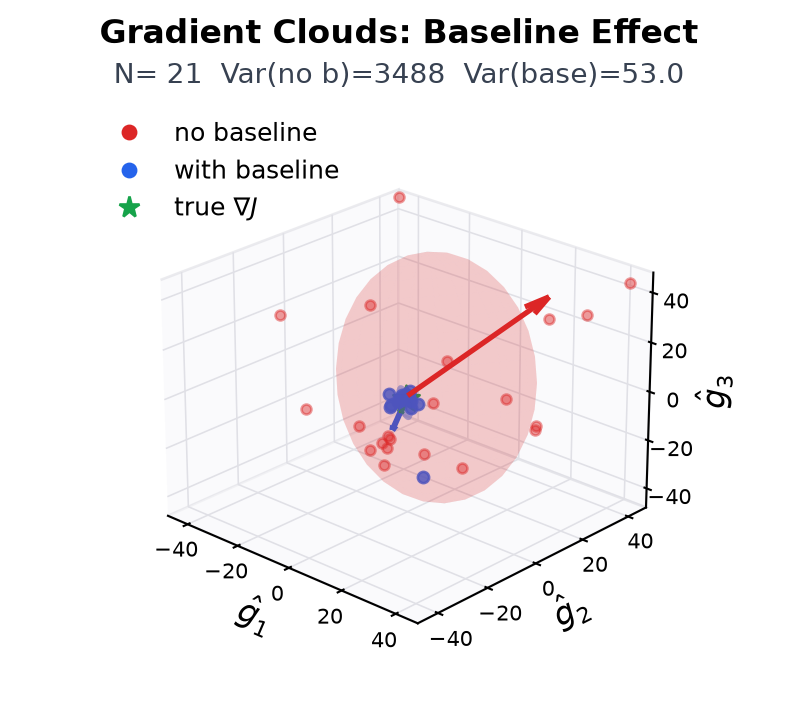 Gradient Clouds: Baseline Effect
N= 21  Var(no b)=3488  Var(base)=53.0
no baseline
with baseline
true ∇J
40
20
0
−20
−40
ĝ3
−40
−20
0
20
40
ĝ1
−40
−20
0
20
40
ĝ2